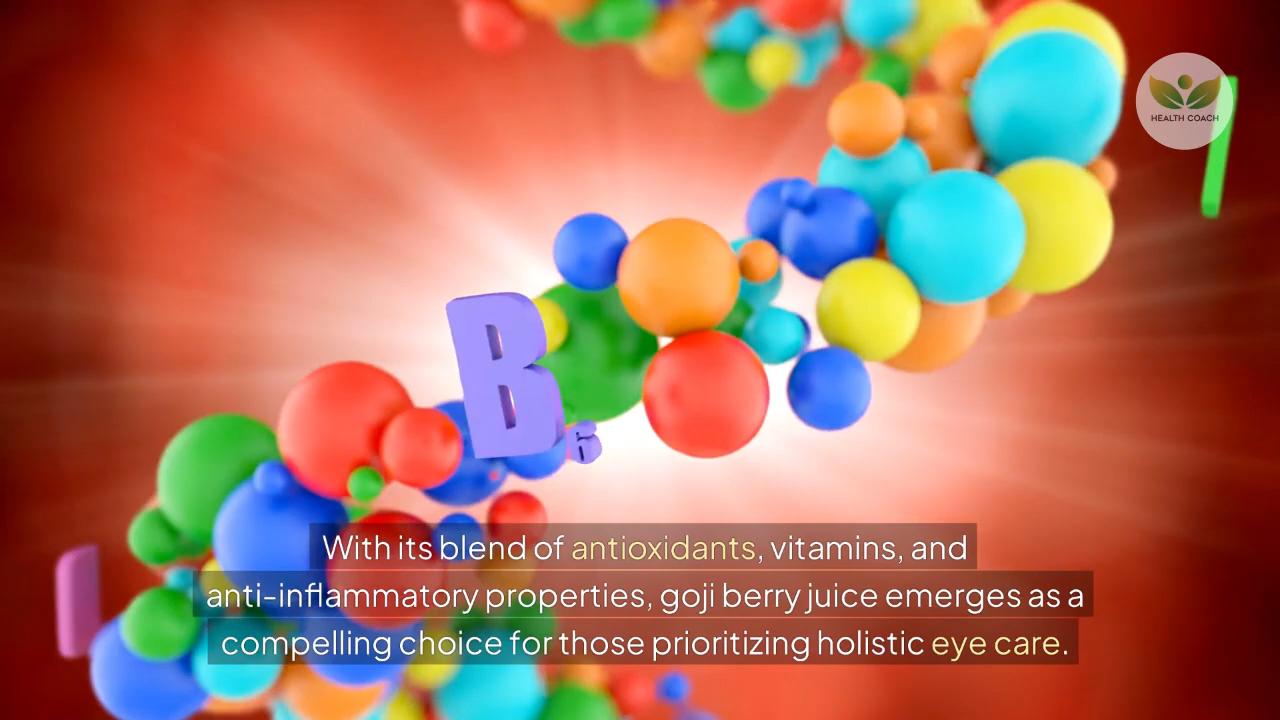 HEALTH COACH
B6
With its blend of antioxidants, vitamins, and
anti-inflammatory properties, goji berry juice emerges as a
compelling choice for those prioritizing holistic eye care.